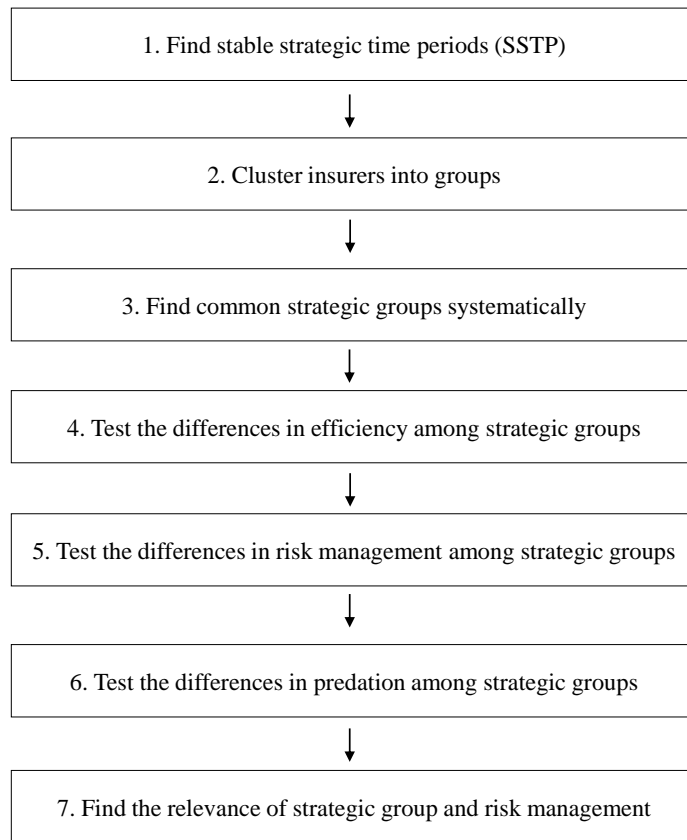 1. Find stable strategic time periods (SSTP)
2. Cluster insurers into groups
3. Find common strategic groups systematically
4. Test the differences in efficiency among strategic groups
5. Test the differences in risk management among strategic groups
6. Test the differences in predation among strategic groups
7. Find the relevance of strategic group and risk management